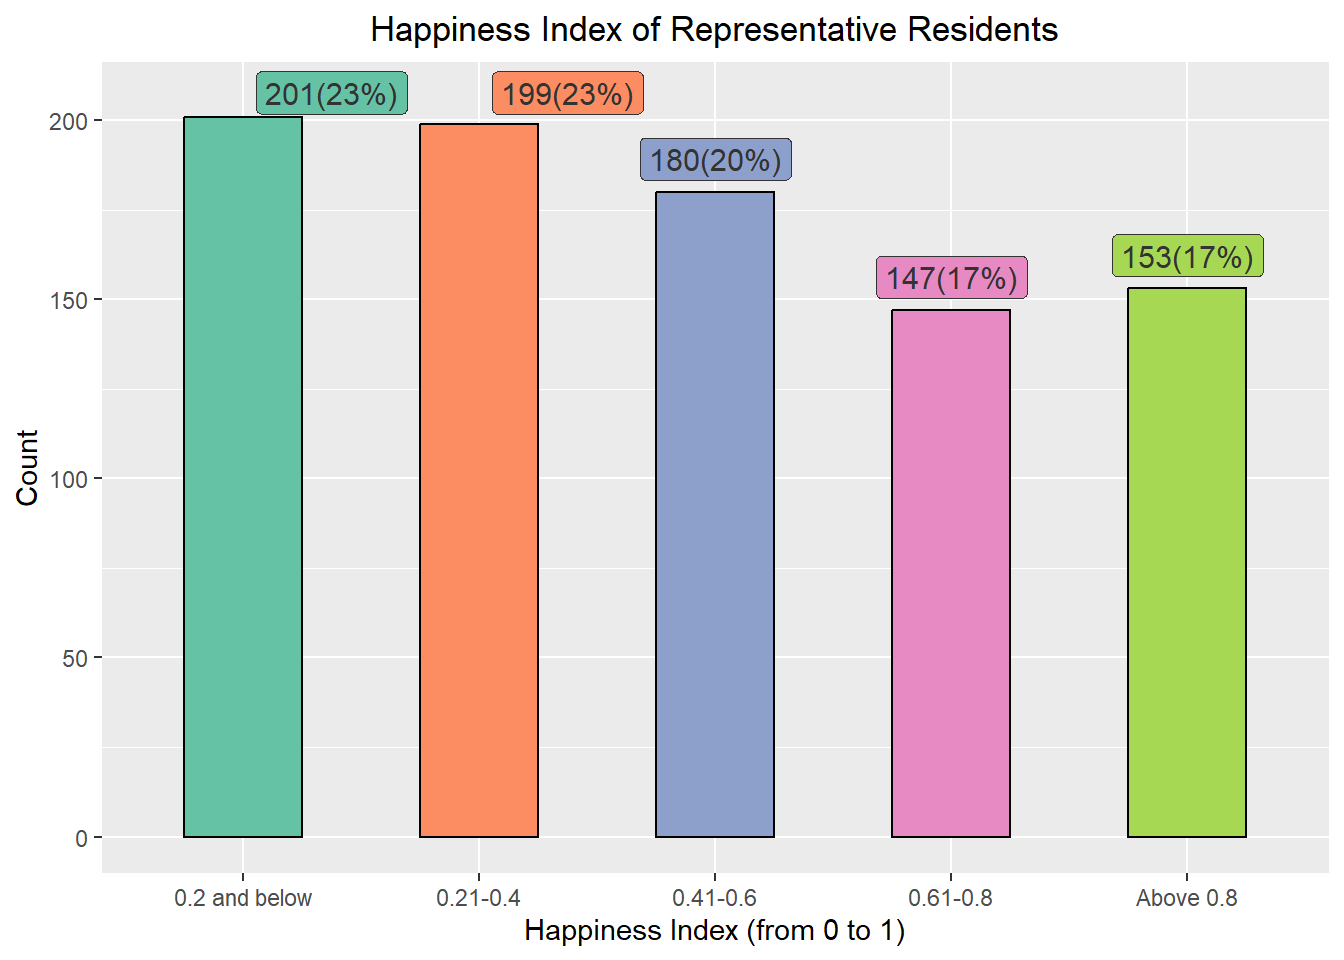 Happiness Index of Representative Residents
201(23%)
199(23%)
180(20%)
147(17%)
153(17%)
200
150
100
50
0
Count
0.2 and below
0.21-0.4
0.41-0.6
0.61-0.8
Above 0.8
Happiness Index (from 0 to 1)